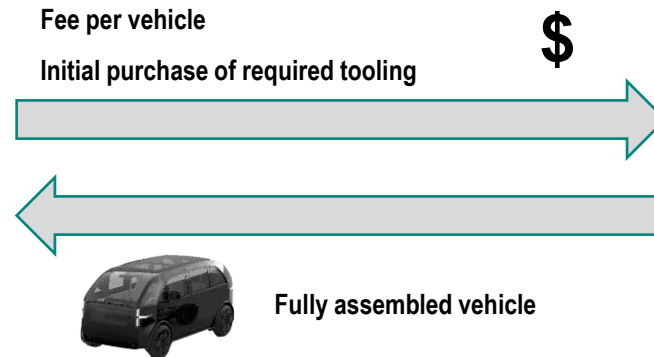 Fee per vehicle
$
Initial purchase of required tooling
Fully assembled vehicle